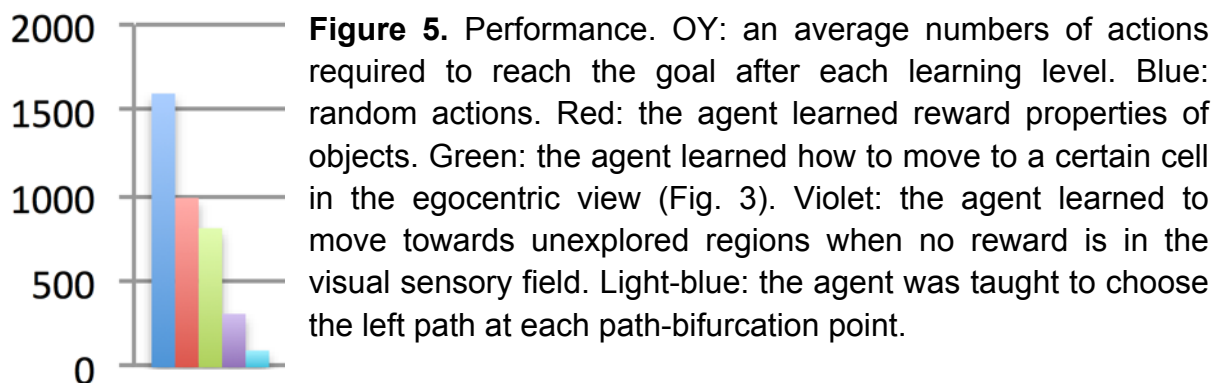 2000
1500
1000
500
0
Figure 5. Performance. OY: an average numbers of actions
required to reach the goal after each learning level. Blue:
random actions. Red: the agent learned reward properties of
objects. Green: the agent learned how to move to a certain cell
in the egocentric view (Fig. 3). Violet: the agent learned to
move towards unexplored regions when no reward is in the
visual sensory field. Light-blue: the agent was taught to choose
the left path at each path-bifurcation point.